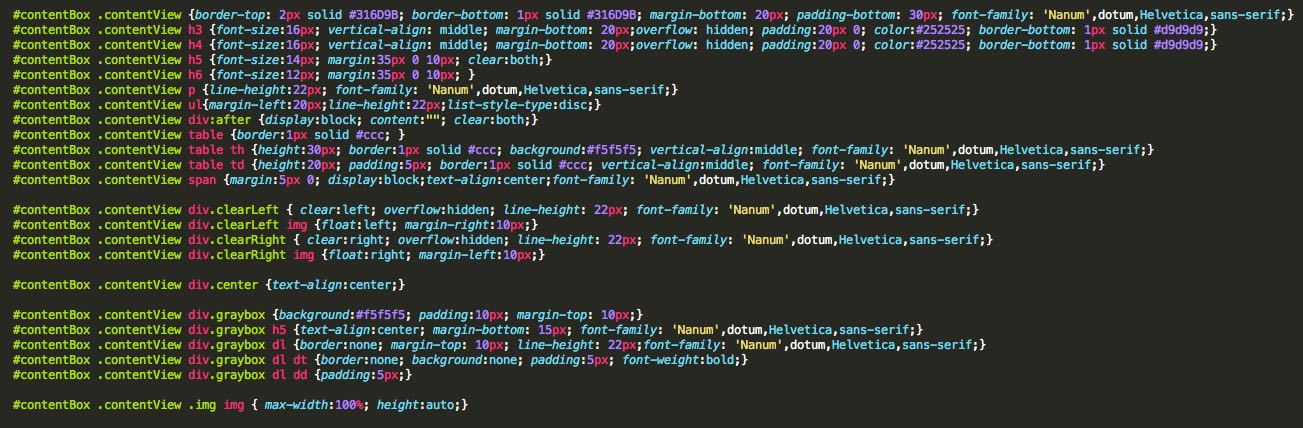 #contentBox .contentView {border-top: 2px solid #316D9B; border-bottom: 1px solid #316D9B; margin-bottom: 20px; padding-bottom: 30px; font-family: 'Nanum',dotum,Helvetica,sans-serif;}
#contentBox .contentView h3 {font-size:16px; vertical-align: middle; margin-bottom: 20px;overflow: hidden; padding:20px 0; color:#252525; border-bottom: 1px solid #d9d9d9;}
#contentBox .contentView h4 {font-size:16px; vertical-align: middle; margin-bottom: 20px;overflow: hidden; padding:20px 0; color:#252525; border-bottom: 1px solid #d9d9d9;}
#contentBox .contentView h5 {font-size:14px; margin:35px 0 10px; clear:both;}
#contentBox .contentView h6 {font-size:12px; margin:35px 0 10px; }
#contentBox .contentView p {line-height:22px; font-family: 'Nanum',dotum,Helvetica,sans-serif;}
#contentBox .contentView ul{margin-left:20px;line-height:22px;list-style-type:disc;}
#contentBox .contentView div:after {display:block; content:""; clear:both;}
#contentBox .contentView table {border:1px solid #ccc; }
#contentBox .contentView table th {height:30px; border:1px solid #ccc; background:#f5f5f5; vertical-align:middle; font-family: 'Nanum',dotum,Helvetica,sans-serif;}
#contentBox .contentView table td {height:20px; padding:5px; border:1px solid #ccc; vertical-align:middle; font-family: 'Nanum',dotum,Helvetica,sans-serif;}
#contentBox .contentView span {margin:5px 0; display:block;text-align:center;font-family: 'Nanum',dotum,Helvetica,sans-serif;}
#contentBox .contentView div.clearLeft { clear:left; overflow:hidden; line-height: 22px; font-family: 'Nanum',dotum,Helvetica,sans-serif;}
#contentBox .contentView div.clearLeft img {float:left; margin-right:10px;}
#contentBox .contentView div.clearRight { clear:right; overflow:hidden; line-height: 22px; font-family: 'Nanum',dotum,Helvetica,sans-serif;}
#contentBox .contentView div.clearRight img {float:right; margin-left:10px;}
#contentBox .contentView div.center {text-align:center;}
#contentBox .contentView div.graybox {background:#f5f5f5; padding:10px; margin-top: 10px;}
#contentBox .contentView div.graybox h5 {text-align:center; margin-bottom: 15px; font-family: 'Nanum',dotum,Helvetica,sans-serif;}
#contentBox .contentView div.graybox dl {border:none; margin-top: 10px; line-height: 22px;font-family: 'Nanum',dotum,Helvetica,sans-serif;}
#contentBox .contentView div.graybox dl dt {border:none; background:none; padding:5px; font-weight:bold;}
#contentBox .contentView div.graybox dl dd {padding:5px;}
#contentBox .contentView .img img { max-width:100%; height:auto;}